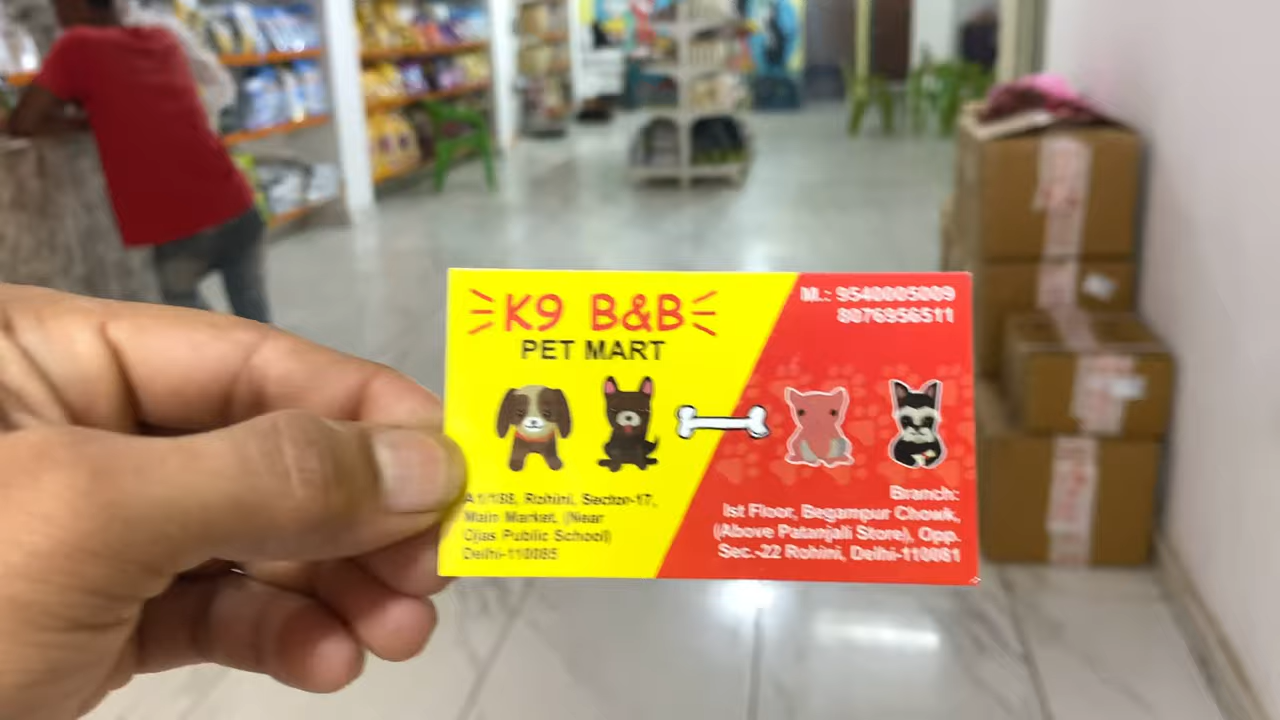 K9 B&B
PET MART
M.: 9540005009
8076956511
A1/188, Rohini, Sector-17,
Main Market, (Near
Ojas Public School)
Delhi-110085
Branch:
Ist Floor, Begampur Chowk,
(Above Patanjali Store), Opp.
Sec.-22 Rohini, Delhi-110081